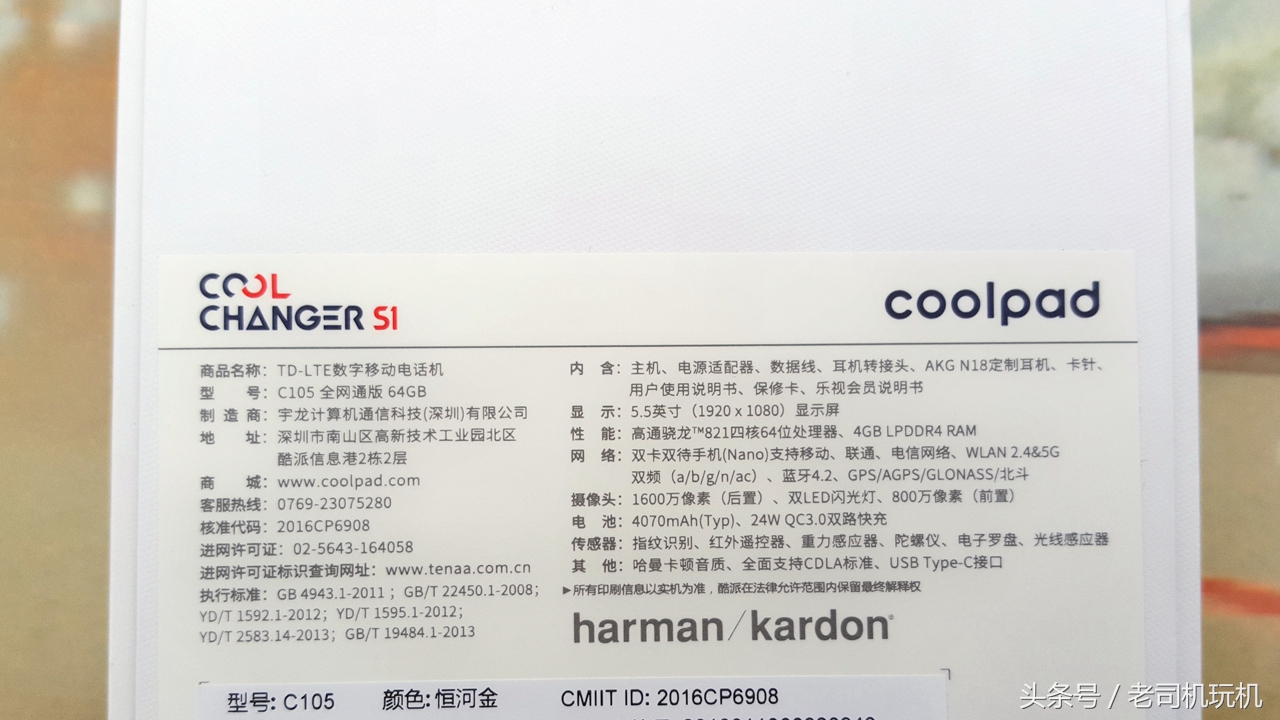 COOL
CHANGER S1
coolpad
商品名称：TD-LTE数字移动电话机
型 号：C105 全网通版 64GB
制 造 商：宇龙计算机通信科技(深圳)有限公司
地 址：深圳市南山区高新技术工业园北区
酷派信息港2栋2层
商 城：www.coolpad.com
客服热线：0769-23075280
核准代码：2016CP6908
进网许可证：02-5643-164058
进网许可证标识查询网址：www.tenaa.com.cn
执行标准：GB 4943.1-2011；GB/T 22450.1-2008；
YD/T 1592.1-2012；YD/T 1595.1-2012；
YD/T 2583.14-2013；GB/T 19484.1-2013
内 含：主机、电源适配器、数据线、耳机转接头、AKG N18定制耳机、卡针、
用户使用说明书、保修卡、乐视会员说明书
显 示：5.5英寸（1920 x 1080）显示屏
性 能：高通骁龙™821四核64位处理器、4GB LPDDR4 RAM
网 络：双卡双待手机(Nano)支持移动、联通、电信网络、WLAN 2.4&5G
双频（a/b/g/n/ac）、蓝牙4.2、GPS/AGPS/GLONASS/北斗
摄像头：1600万像素（后置）、双LED闪光灯、800万像素（前置）
电 池：4070mAh(Typ)、24W QC3.0双路快充
传感器：指纹识别、红外遥控器、重力感应器、陀螺仪、电子罗盘、光线感应器
其 他：哈曼卡顿音质、全面支持CDLA标准、USB Type-C接口
▶所有印刷信息以实机为准，酷派在法律允许范围内保留最终解释权
harman/kardon
型号: C105 颜色: 恒河金 CMIIT ID: 2016CP6908
头条号 / 老司机玩机